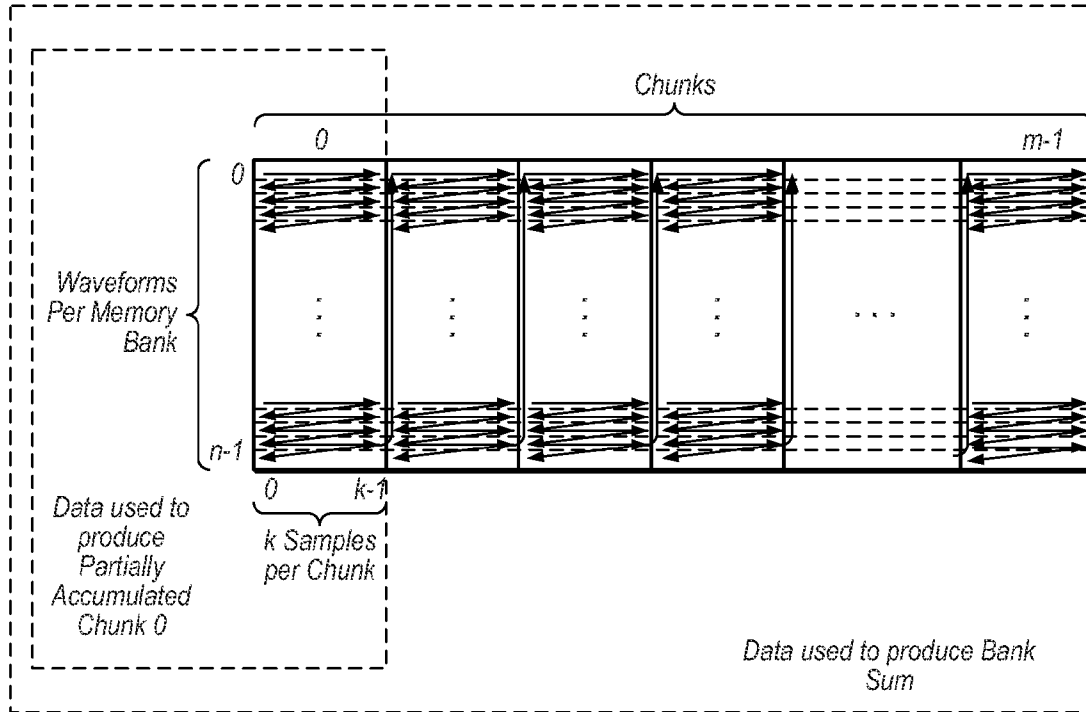 Chunks
0
m-1
0
Waveforms
Per Memory
Bank
n-1
0
k-1
k Samples
per Chunk
Data used to
produce
Partially
Accumulated
Chunk 0
Data used to produce Bank
Sum